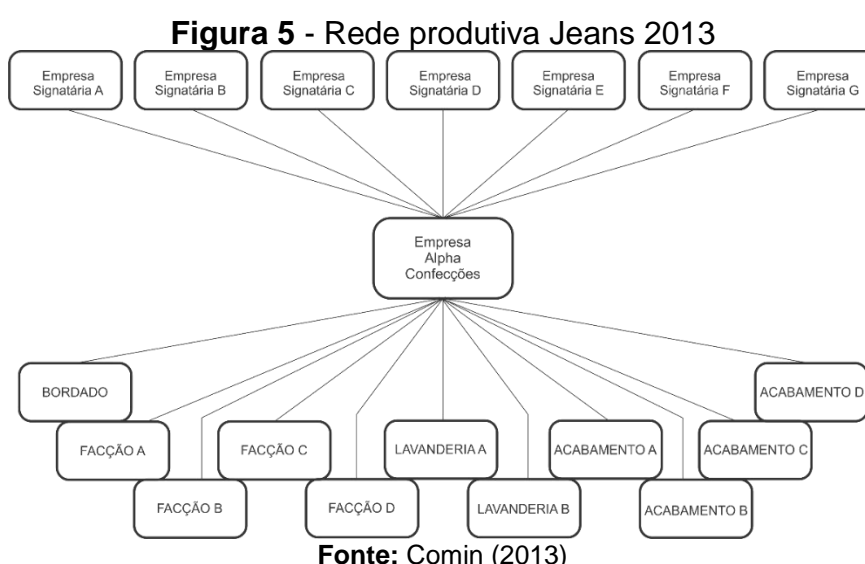 Figura 5 - Rede produtiva Jeans 2013
Empresa
Signatária A
Empresa
Signatária B
Empresa
Signatária C
Empresa
Signatária D
Empresa
Signatária E
Empresa
Signatária F
Empresa
Signatária G
Empresa
Alpha
Confecções
BORDADO
ACABAMENTO D
FACÇÃO A
FACÇÃO C
LAVANDERIA A
ACABAMENTO A
ACABAMENTO C
FACÇÃO B
FACÇÃO D
LAVANDERIA B
ACABAMENTO B
Fonte: Comin (2013)